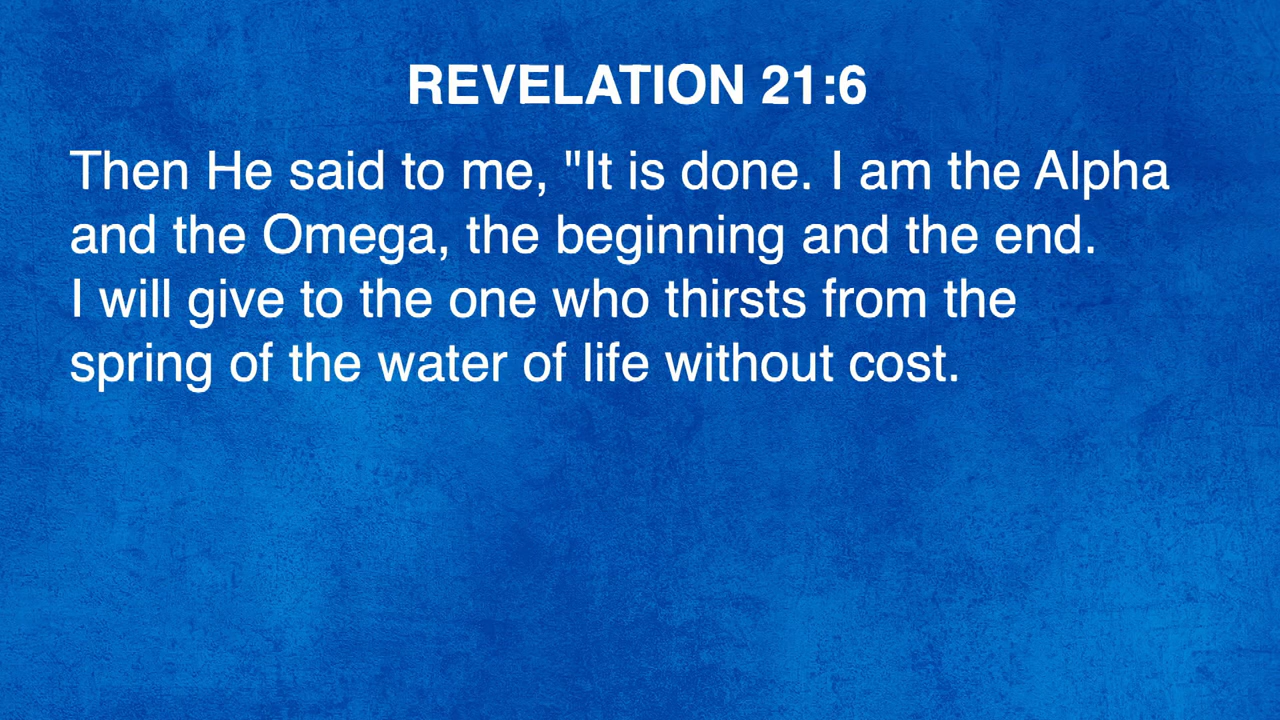 REVELATION 21:6
Then He said to me, "It is done. I am the Alpha
and the Omega, the beginning and the end.
I will give to the one who thirsts from the
spring of the water of life without cost.